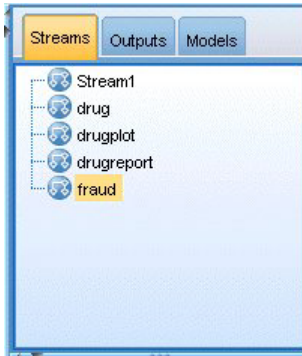 Streams Outputs Models
Stream1
drug
drugplot
drugreport
fraud